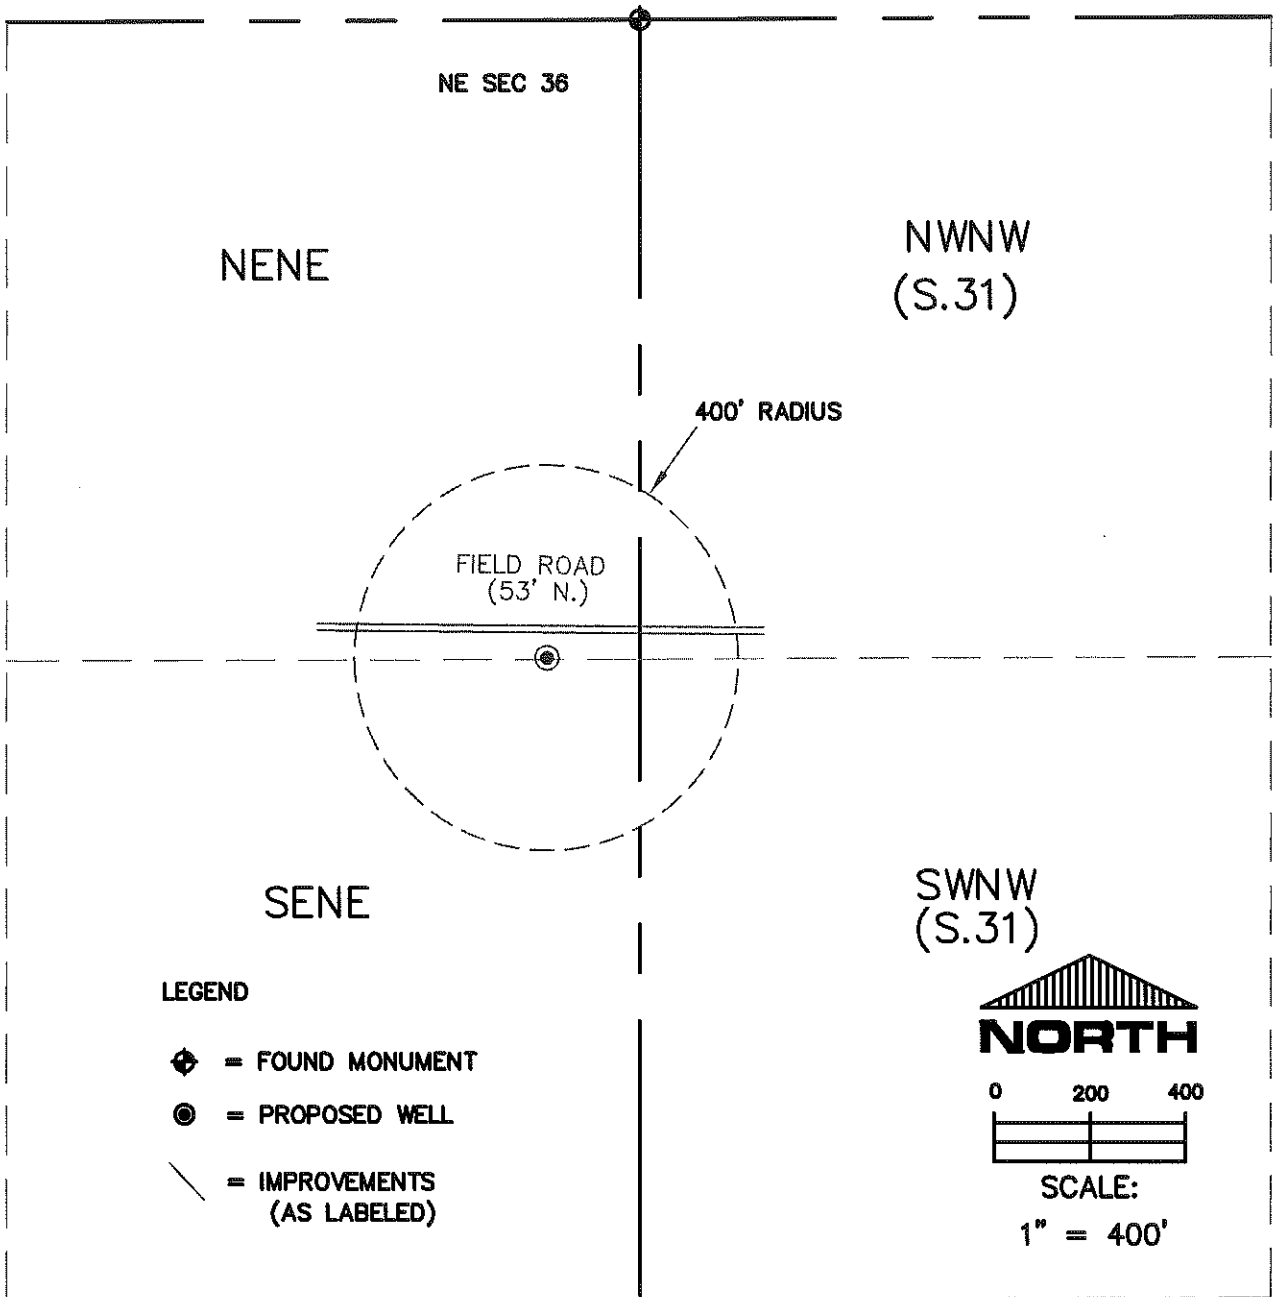 NE SEC 36
NENE
NWNW
(S.31)
400' RADIUS
FIELD ROAD
(53' N.)
SENE
SWNW
(S.31)
LEGEND
= FOUND MONUMENT
= PROPOSED WELL
= IMPROVEMENTS
(AS LABELED)
NORTH
0 200 400
SCALE:
1" = 400'